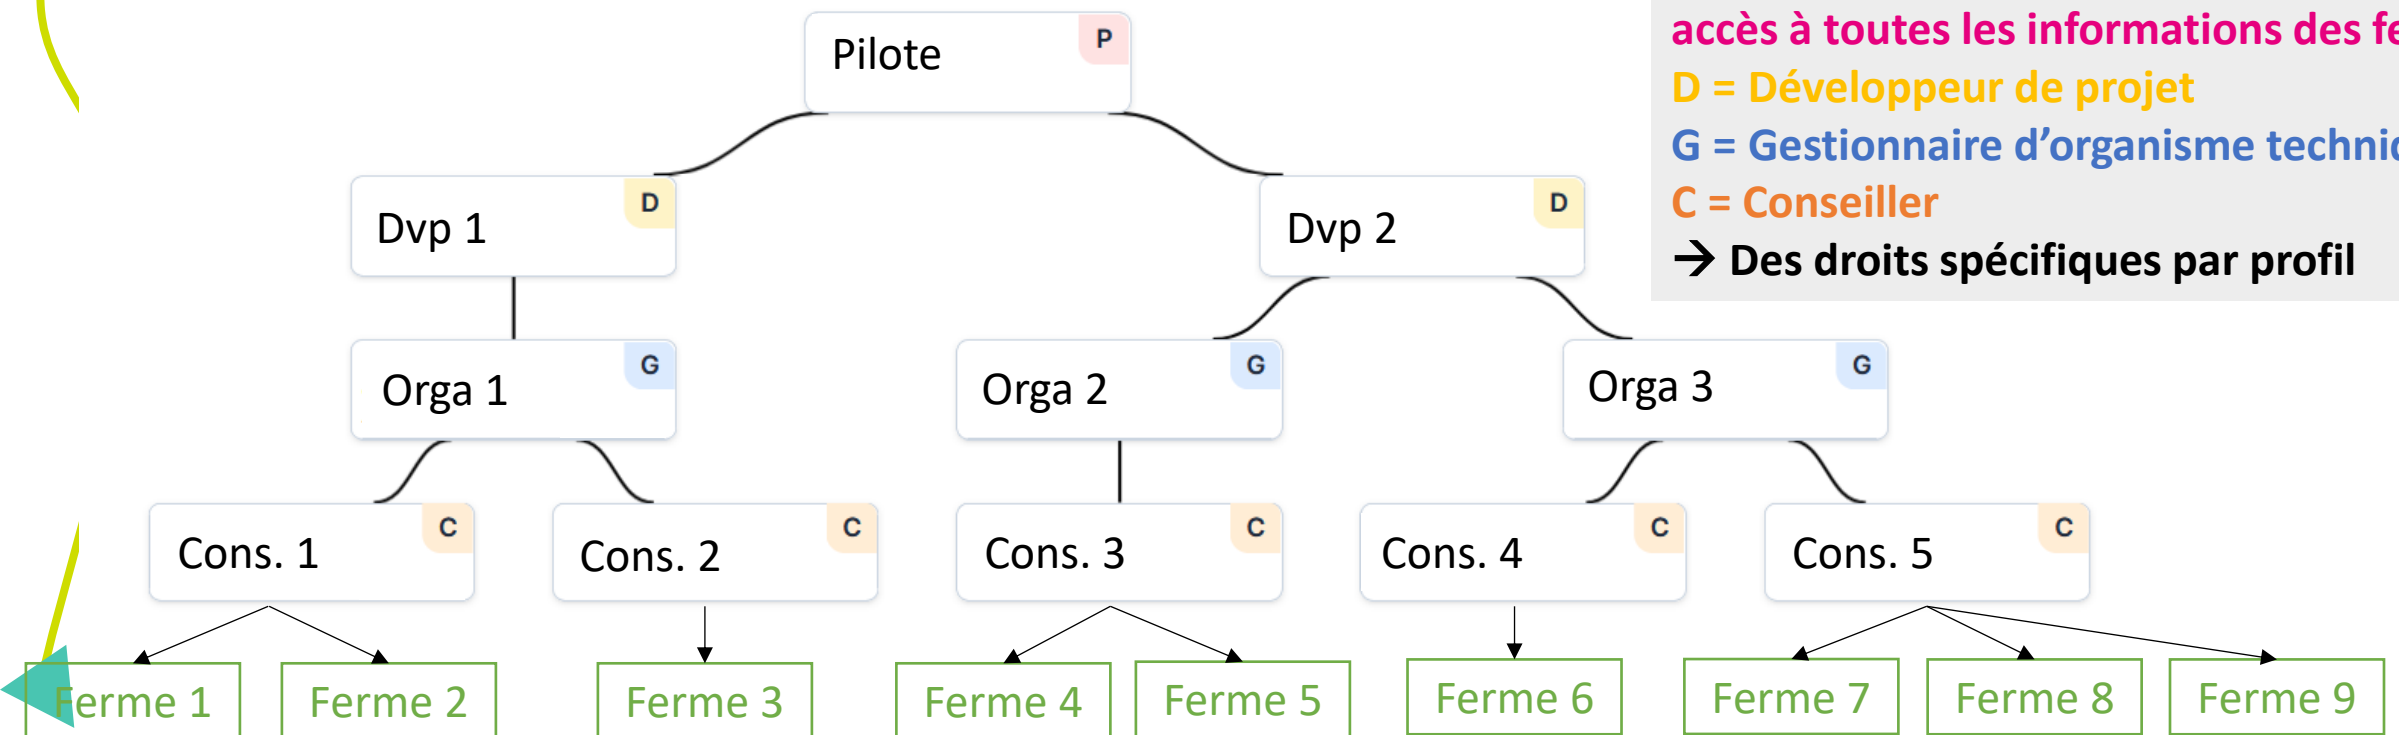 Pilote
P
accès à toutes les informations des
D = Développeur de projet
G = Gestionnaire d’organisme
C = Conseiller
→ Des droits spécifiques par profil
Dvp 1
D
Dvp 2
D
Orga 1
G
Orga 2
G
Orga 3
G
Cons. 1
C
Cons. 2
C
Cons. 3
C
Cons. 4
C
Cons. 5
C
Ferme 1
Ferme 2
Ferme 3
Ferme 4
Ferme 5
Ferme 6
Ferme 7
Ferme 8
Ferme 9